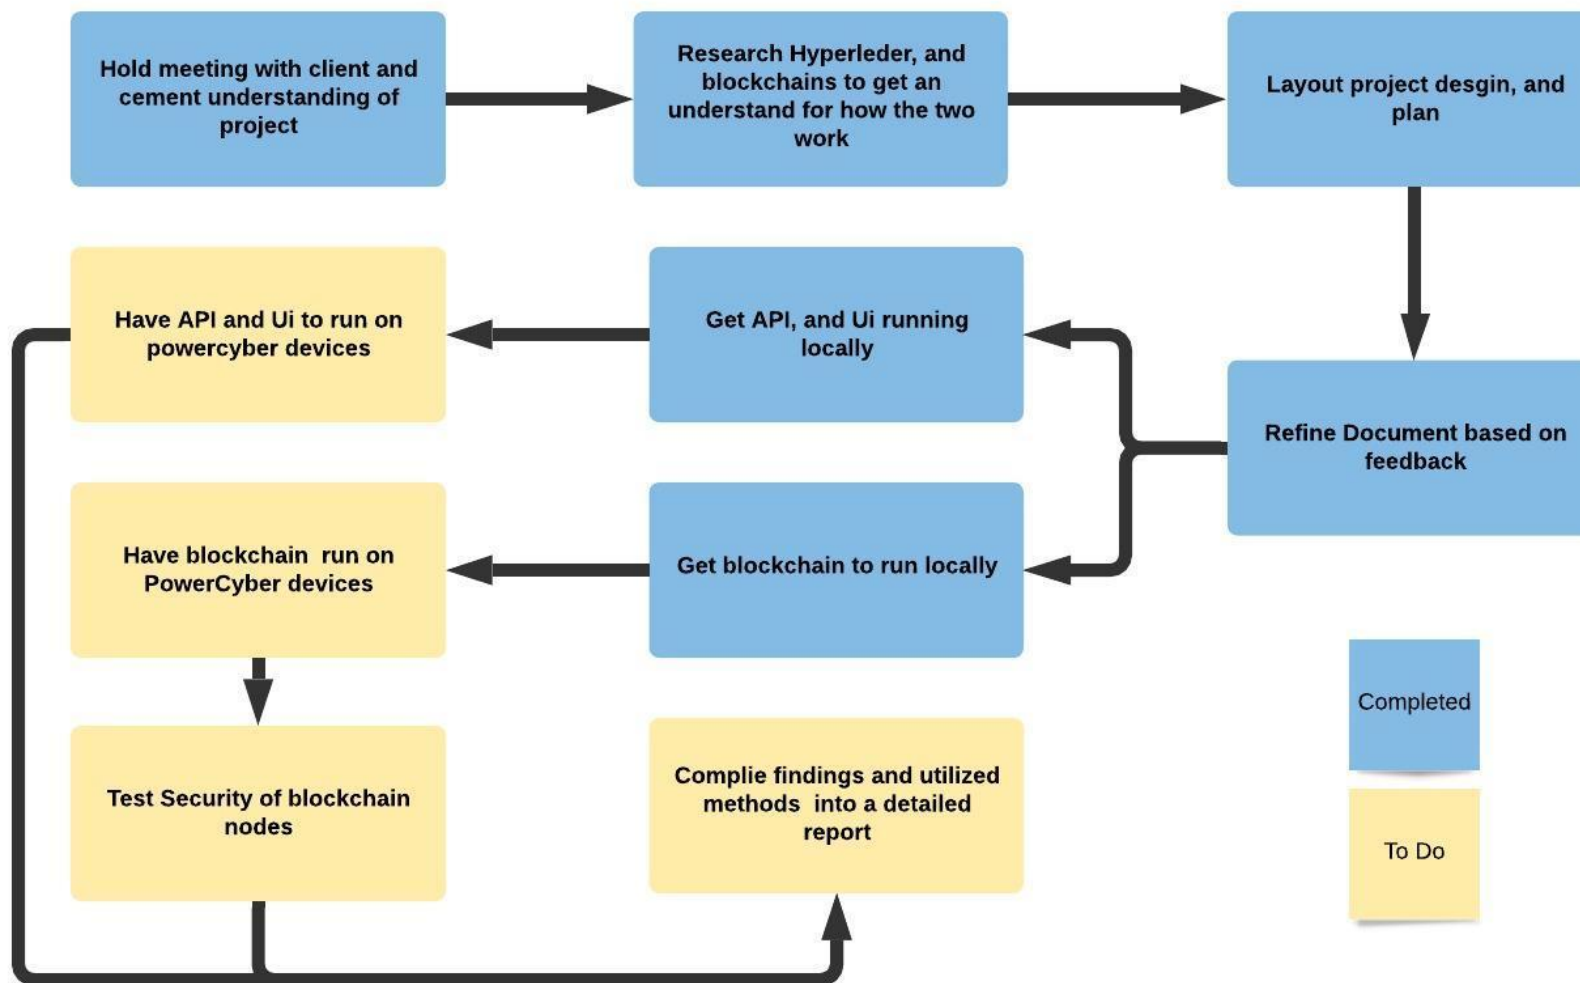 Hold meeting with client and
cement understanding of
project
Research Hyperleder, and
blockchains to get an
understand for how the two
work
Layout project desgin, and
plan
Refine Document based on
feedback
Get API, and Ui running
locally
Have API and Ui to run on
powercyber devices
Get blockchain to run locally
Have blockchain run on
PowerCyber devices
Test Security of blockchain
nodes
Complie findings and utilized
methods into a detailed
report
Completed
To Do